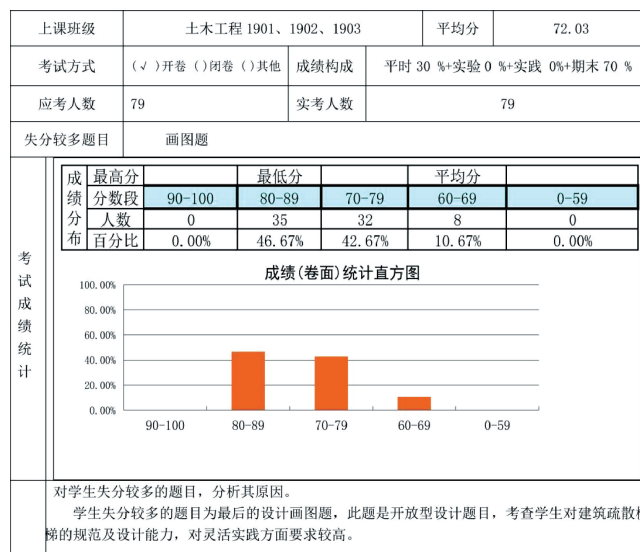 上课班级 土木工程 1901、1902、1903 平均分 72.03
考试方式 (√)开卷 ()闭卷 ()其他 成绩构成 平时 30 %+实验 0 %+实践 0%+期末 70 %
应考人数 79 实考人数 79
失分较多题目 画图题
考试成绩统计
成绩分布
最高分 最低分 平均分
分数段 90-100 80-89 70-79 60-69 0-59
人数 0 35 32 8 0
百分比 0.00% 46.67% 42.67% 10.67% 0.00%
成绩(卷面)统计直方图
100.00%
80.00%
60.00%
40.00%
20.00%
0.00%
90-100 80-89 70-79 60-69 0-59
对学生失分较多的题目，分析其原因。
学生失分较多的题目为最后的设计画图题，此题是开放型设计题目，考查学生对建筑疏散楼
梯的规范及设计能力，对灵活实践方面要求较高。